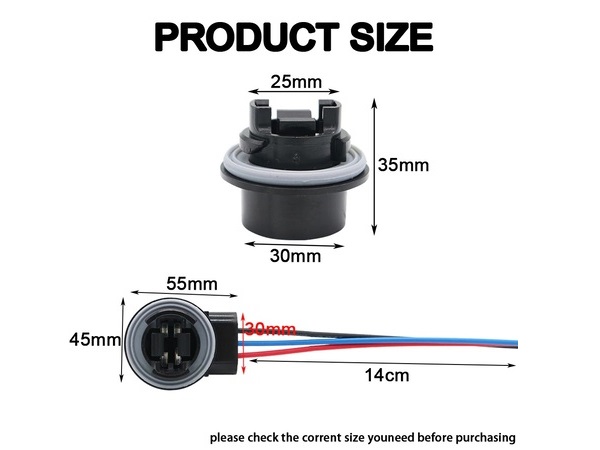 PRODUCT SIZE
25mm
35mm
30mm
55mm
45mm
30mm
14cm
please check the corrent size youneed before purchasing